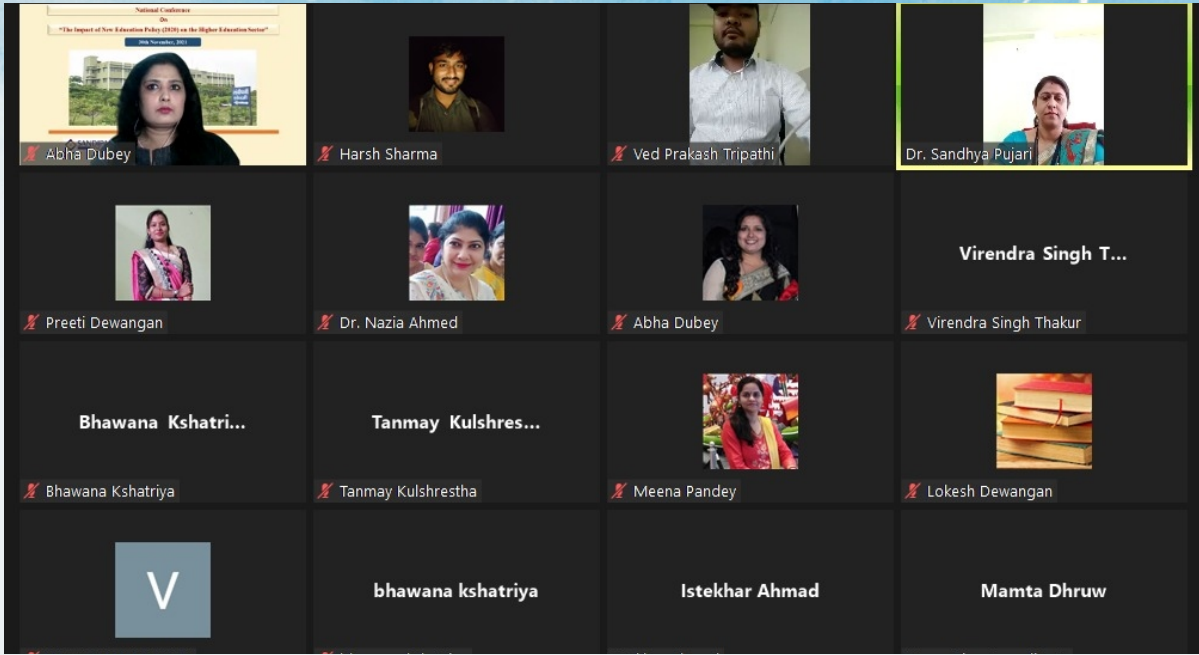 National Conference
On
"The Impact of New Education Policy (2020) on the Higher Education Sector"
30th November, 2021
Abha Dubey
Harsh Sharma
Ved Prakash Tripathi
Dr. Sandhya Pujari
Preeti Dewangan
Dr. Nazia Ahmed
Abha Dubey
Virendra Singh T...
Virendra Singh Thakur
Bhawana Kshatri...
Bhawana Kshatriya
Tanmay Kulshres...
Tanmay Kulshrestha
Meena Pandey
Lokesh Dewangan
V
bhawana kshatriya
Istekhar Ahmad
Mamta Dhruw